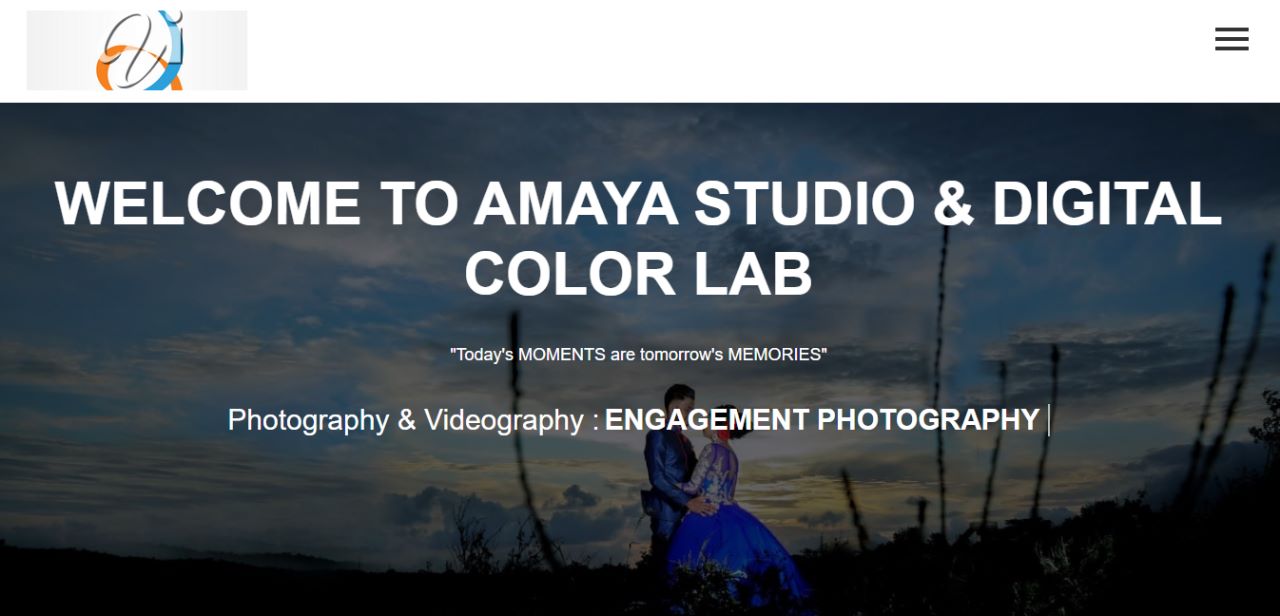 WELCOME TO AMAYA STUDIO & DIGITAL
COLOR LAB
"Today's MOMENTS are tomorrow's MEMORIES"
Photography & Videography : ENGAGEMENT PHOTOGRAPHY